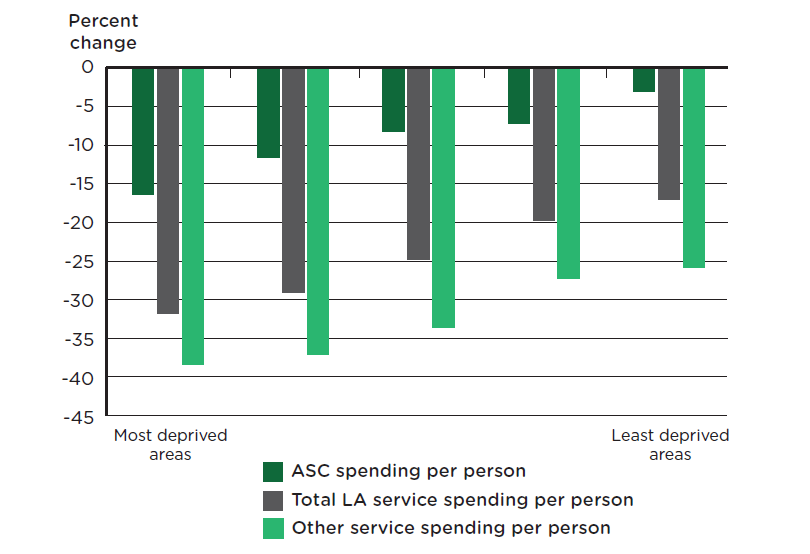 Percent
change
0
-5
-10
-15
-20
-25
-30
-35
-40
-45
Most deprived
areas
Least deprived
areas
ASC spending per person
Total LA service spending per person
Other service spending per person